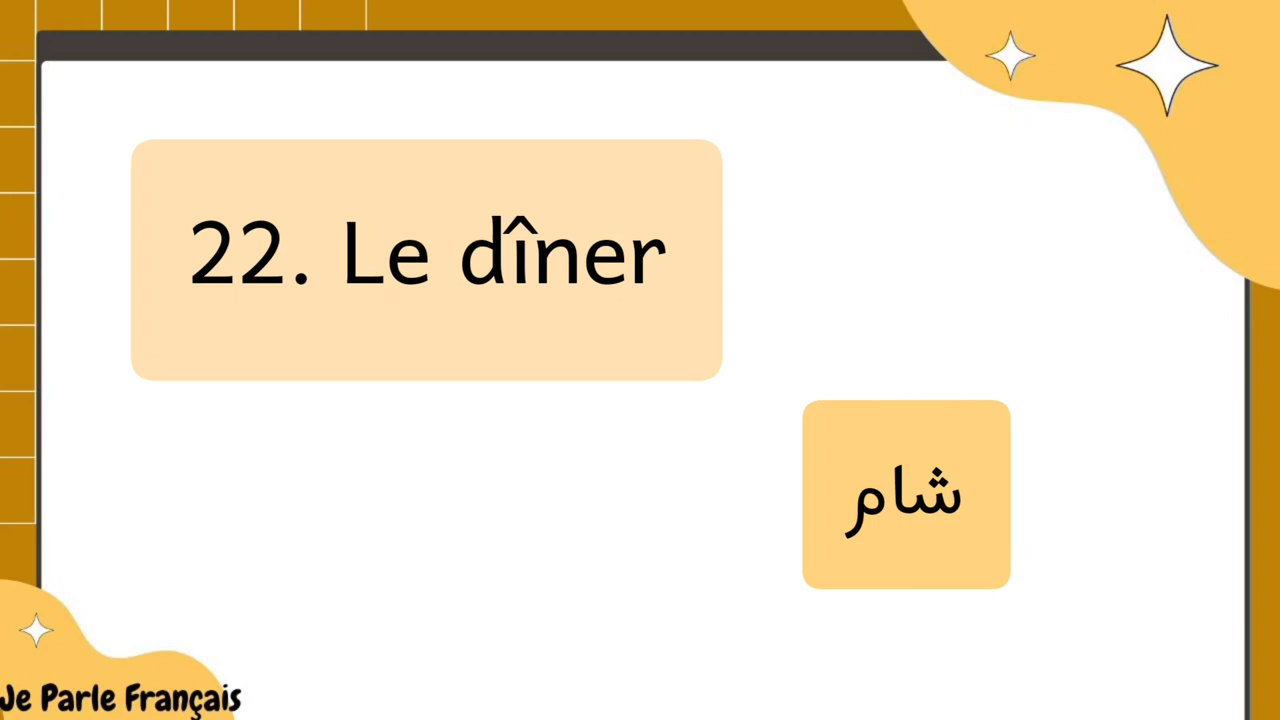 22. Le dîner
شام
Je Parle Français